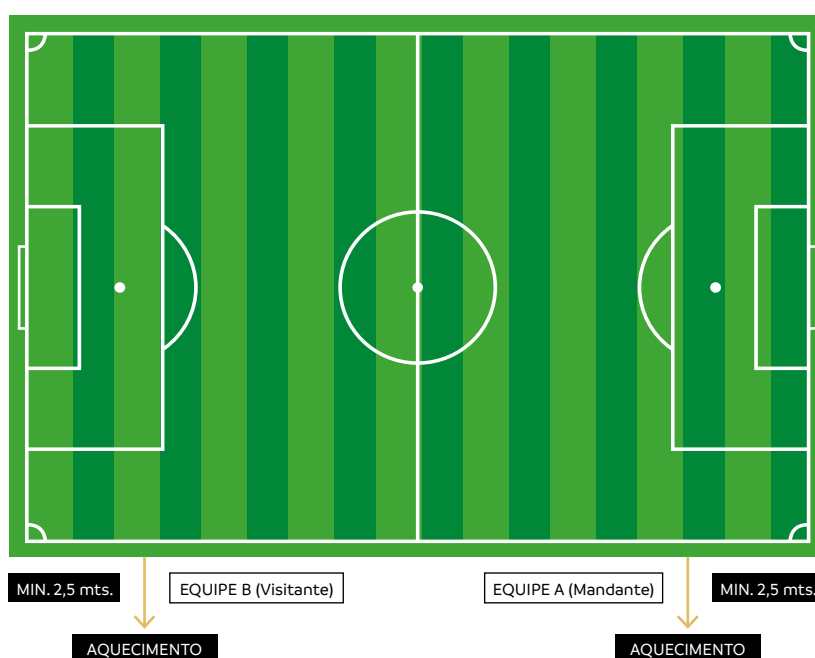 MIN. 2,5 mts.
EQUIPE B (Visitante)
EQUIPE A (Mandante)
MIN. 2,5 mts.
AQUECIMENTO
AQUECIMENTO